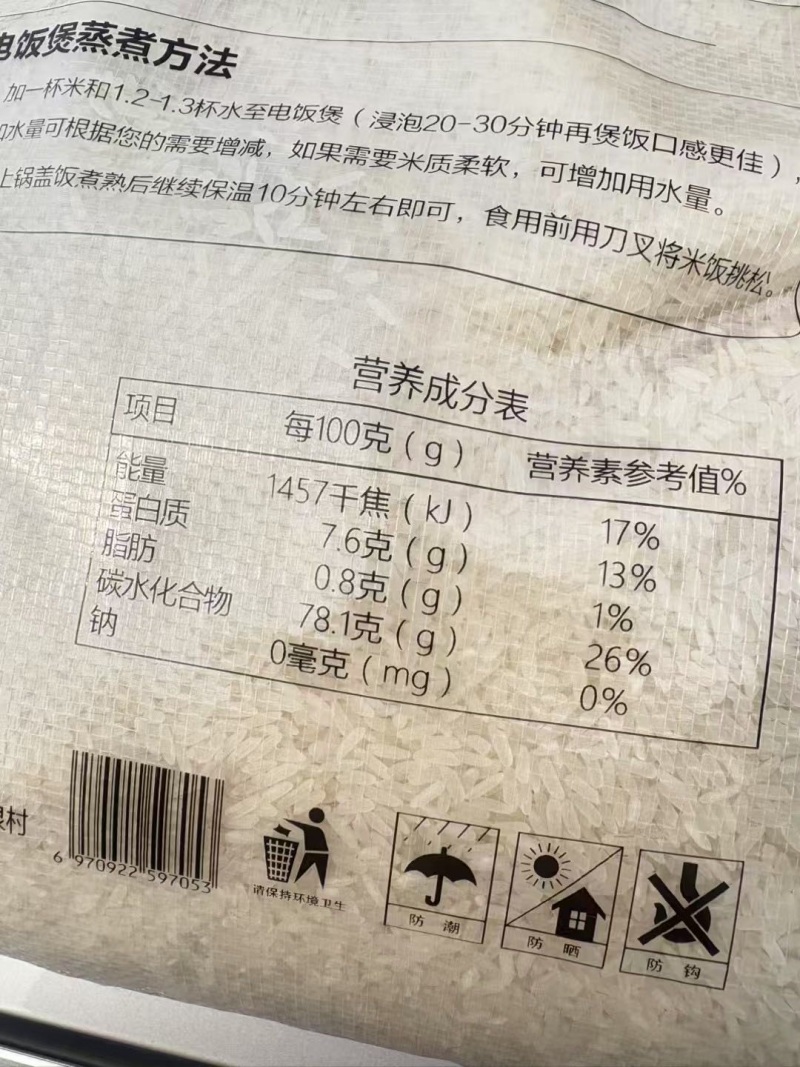 电饭煲蒸煮方法
加一杯米和1.2-1.3杯水至电饭煲（浸泡20-30分钟再煲饭口感更佳），
加水量可根据您的需要增减，如果需要米质柔软，可增加用水量。
上锅盖饭煮熟后继续保温10分钟左右即可，食用前用刀叉将米饭挑松。
营养成分表
项目 每100克（g） 营养素参考值%
能量 1457千焦（kJ） 17%
蛋白质 7.6克（g） 13%
脂肪 0.8克（g） 1%
碳水化合物 78.1克（g） 26%
钠 0毫克（mg） 0%
村
6 970922 597053
请保持环境卫生
防 潮
防 晒
防 钩